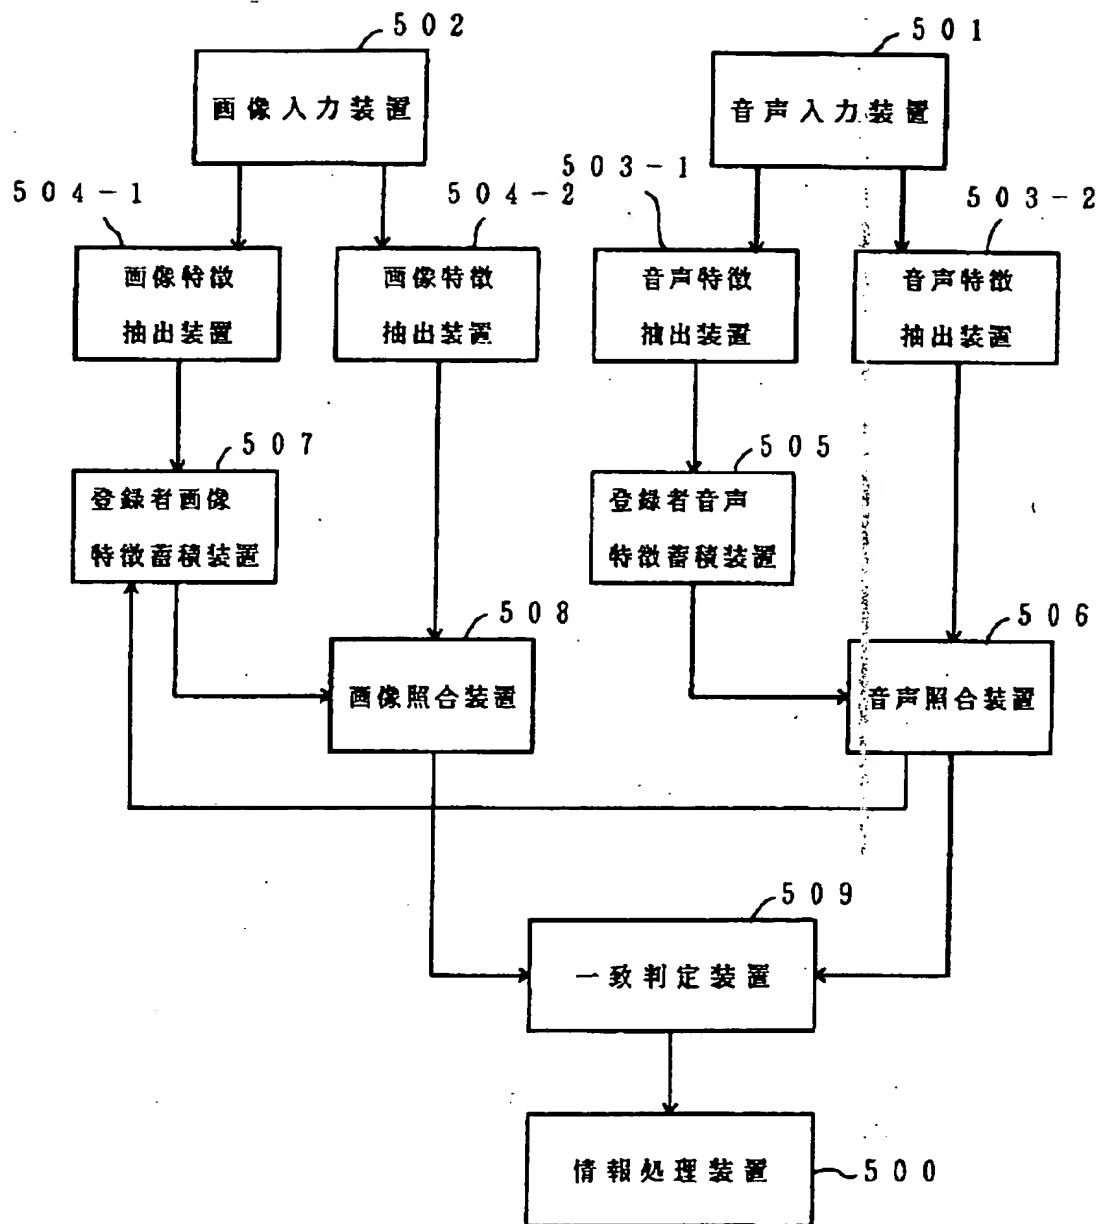 502
501
画像入力装置
音声入力装置
504-1
504-2
503-1
503-2
画像特徴
抽出装置
画像特徴
抽出装置
音声特徴
抽出装置
音声特徴
抽出装置
507
505
登録者画像
特徴蓄積装置
登録者音声
特徴蓄積装置
508
506
画像照合装置
音声照合装置
509
一致判定装置
情報処理装置
500